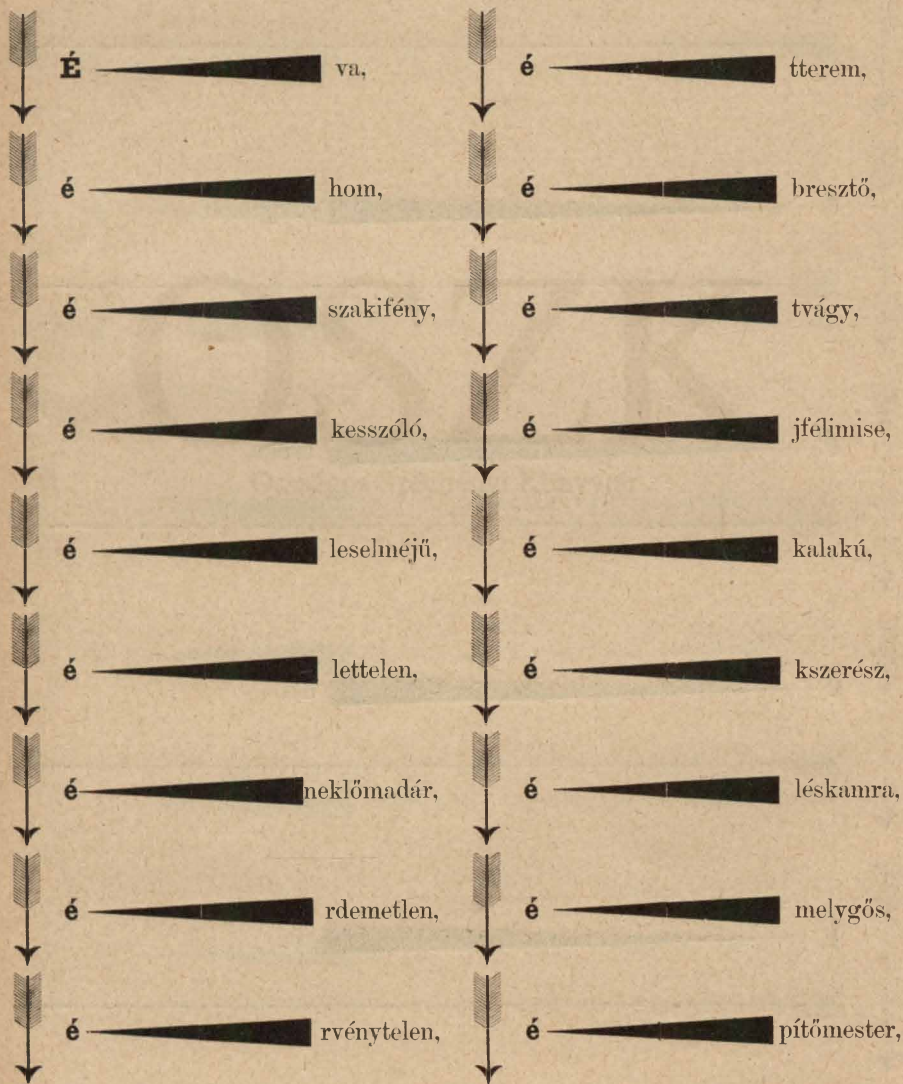 É va,
é hom,
é szakifény,
é kesszóló,
é leselméjű,
é lettelen,
é neklőmadár,
é rdemetlen,
é rvénytelen,
é tterem,
é bresztő,
é tvágy,
é jfélimise,
é kalakú,
é kszerész,
é léskamra,
é melygős,
é pítőmester,